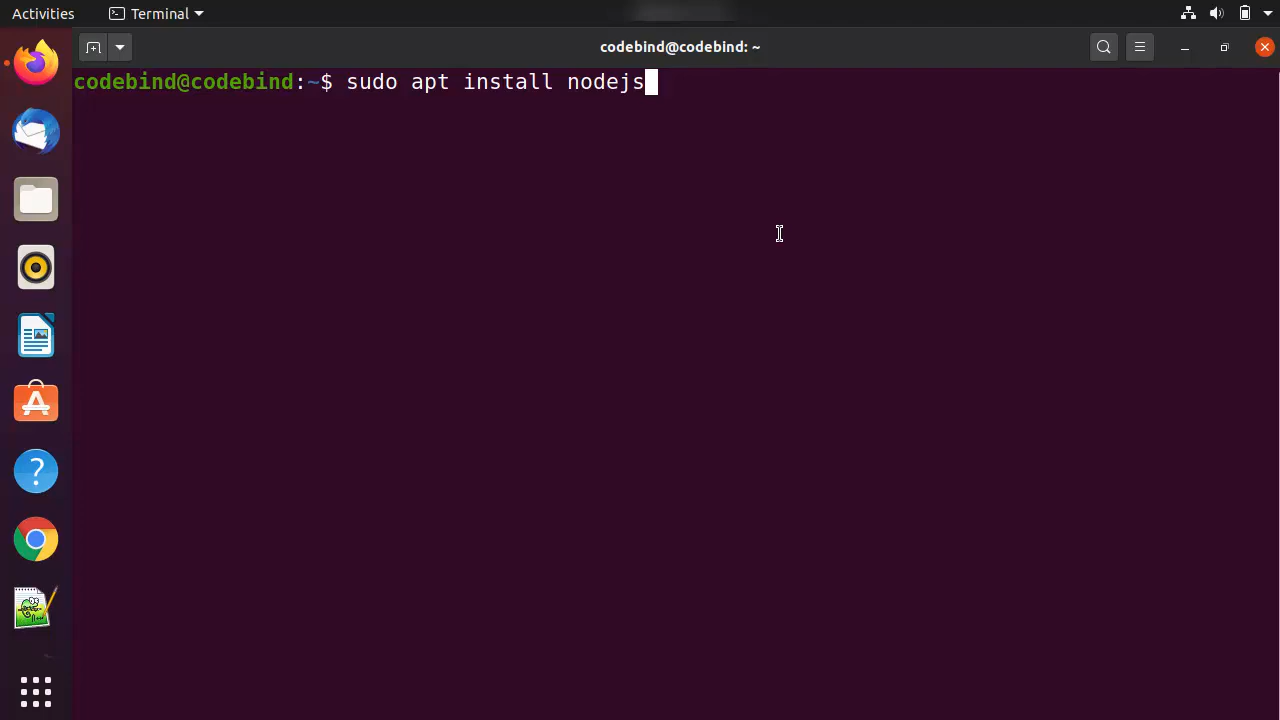 Activities
Terminal
codebind@codebind: ~
codebind@codebind:~$ sudo apt install nodejs